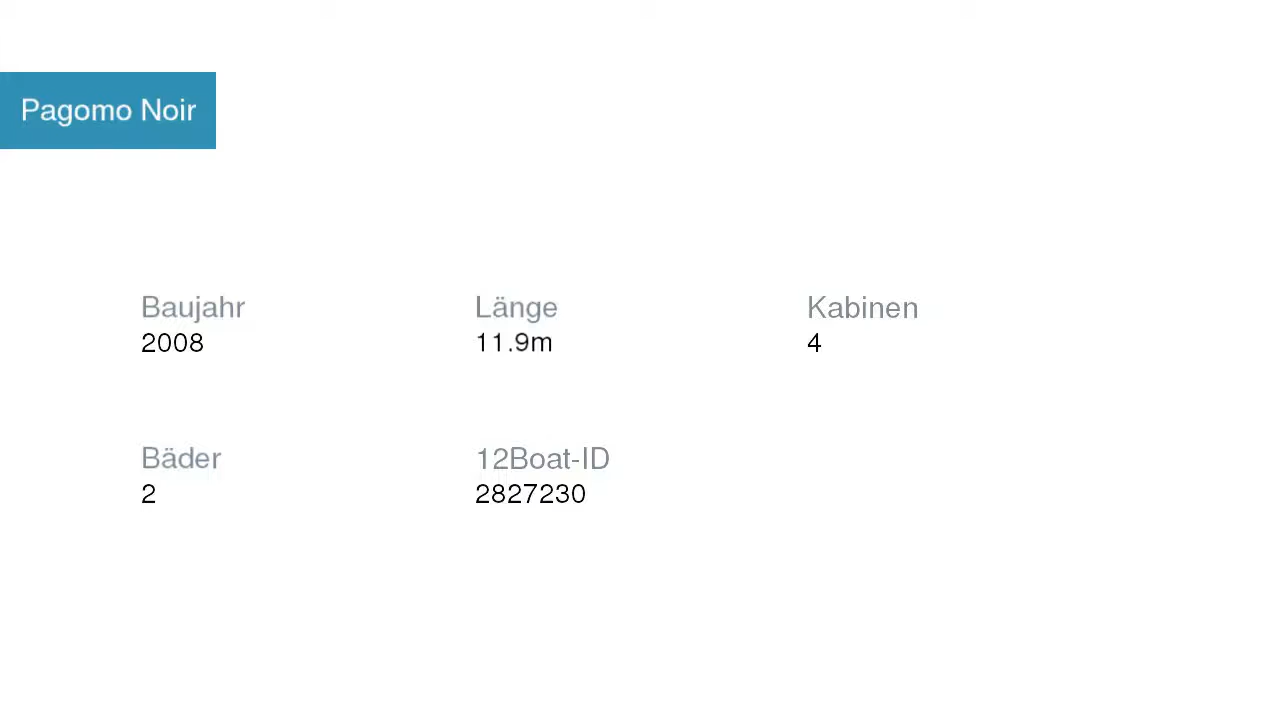 Pagomo Noir
Baujahr
2008
Länge
11.9m
Kabinen
4
Bäder
2
12Boat-ID
2827230